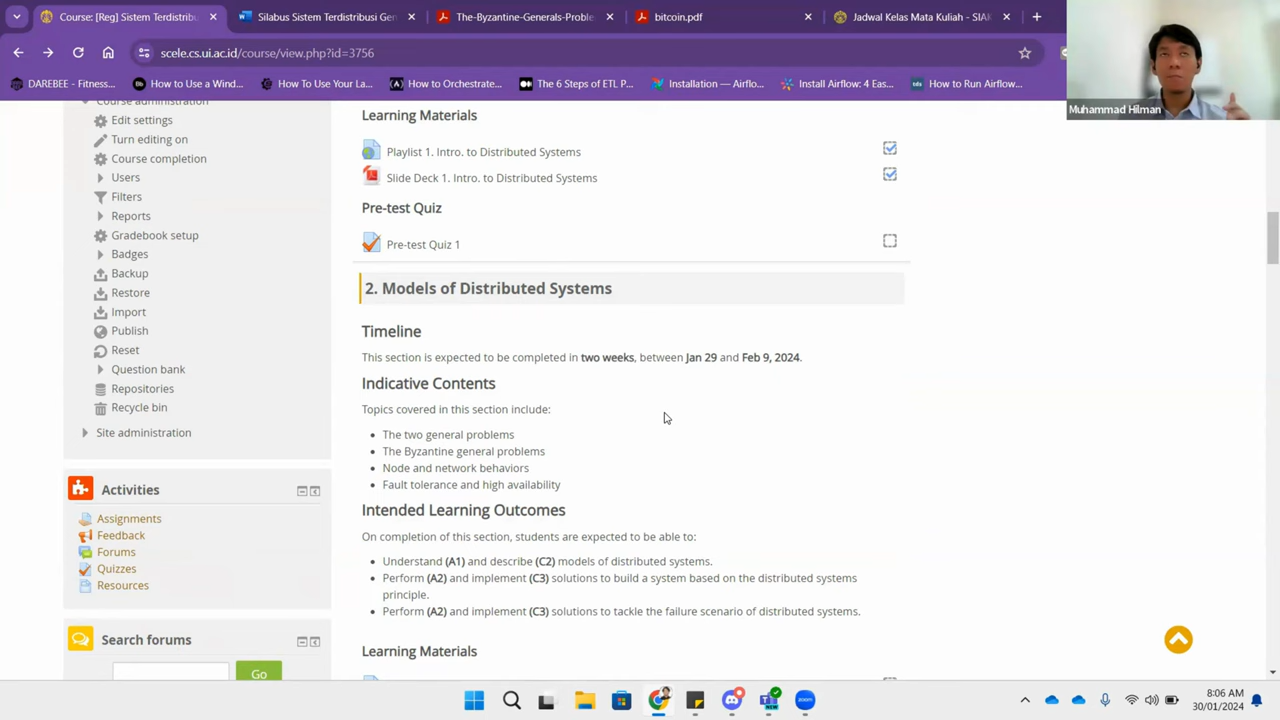 Course: [Reg] Sistem Terdistribu
Silabus Sistem Terdistribusi Gen
The-Byzantine-Generals-Proble
bitcoin.pdf
Jadwal Kelas Mata Kuliah - SIAK
scele.cs.ui.ac.id/course/view.php?id=3756
DAREBEE - Fitness...
How to Use a Wind...
How To Use Your La...
How to Orchestrate...
The 6 Steps of ETL P...
Installation — Airflo...
Install Airflow: 4 Eas...
How to Run Airflow...
Muhammad Hilman
Course administration
Edit settings
Turn editing on
Course completion
Users
Filters
Reports
Gradebook setup
Badges
Backup
Restore
Import
Publish
Reset
Question bank
Repositories
Recycle bin
Site administration
Activities
Assignments
Feedback
Forums
Quizzes
Resources
Search forums
Go
Learning Materials
Playlist 1. Intro. to Distributed Systems
Slide Deck 1. Intro. to Distributed Systems
Pre-test Quiz
Pre-test Quiz 1
2. Models of Distributed Systems
Timeline
This section is expected to be completed in two weeks, between Jan 29 and Feb 9, 2024.
Indicative Contents
Topics covered in this section include:
The two general problems
The Byzantine general problems
Node and network behaviors
Fault tolerance and high availability
Intended Learning Outcomes
On completion of this section, students are expected to be able to:
Understand (A1) and describe (C2) models of distributed systems.
Perform (A2) and implement (C3) solutions to build a system based on the distributed systems
principle.
Perform (A2) and implement (C3) solutions to tackle the failure scenario of distributed systems.
Learning Materials
zoom
8:06 AM
30/01/2024